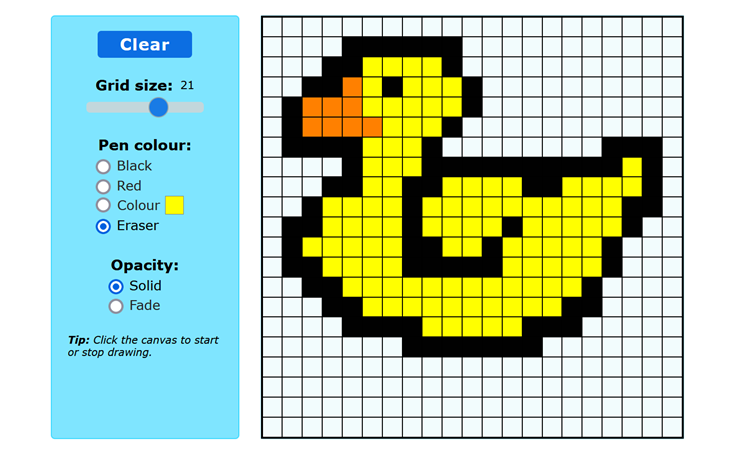 Clear
Grid size: 21
Pen colour:
Black
Red
Colour
Eraser
Opacity:
Solid
Fade
Tip: Click the canvas to start
or stop drawing.